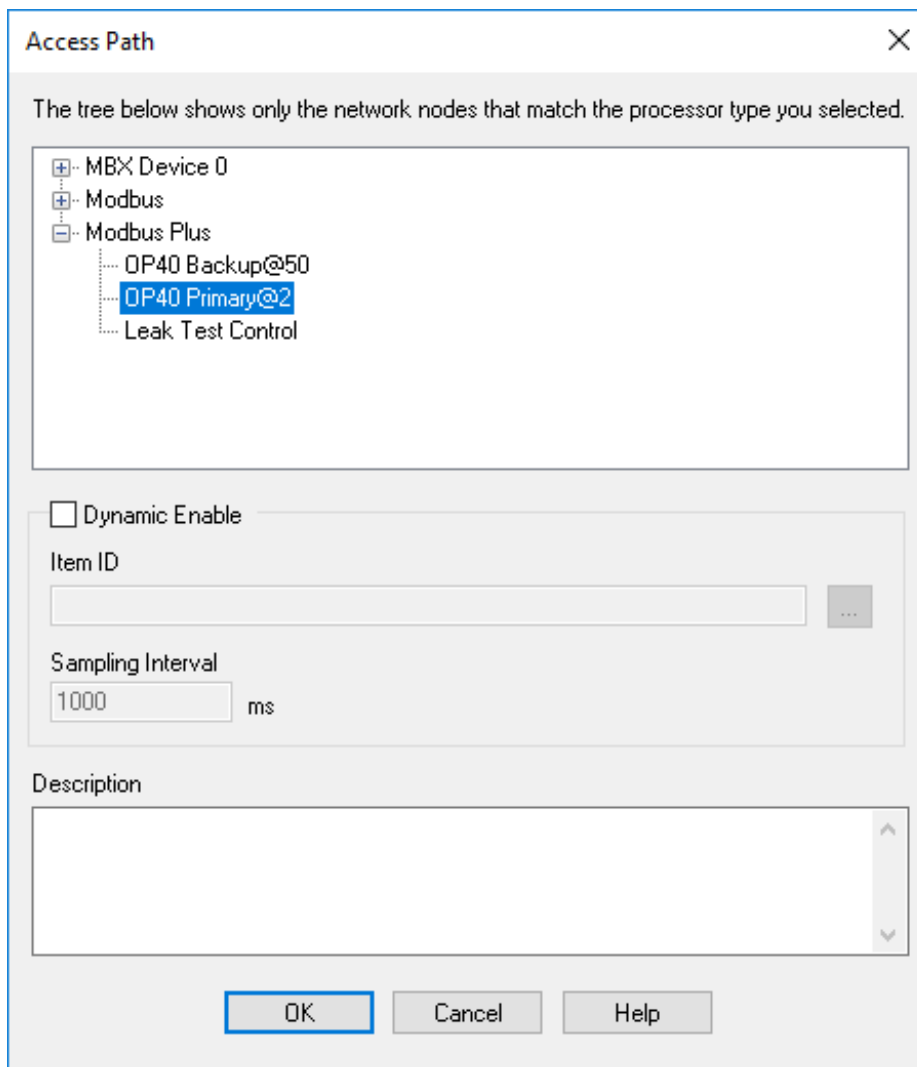 Access Path
The tree below shows only the network nodes that match the processor type you selected.
MBX Device 0
Modbus
Modbus Plus
OP40 Backup@50
OP40 Primary@2
Leak Test Control
Dynamic Enable
Item ID
...
Sampling Interval
1000 ms
Description
OK Cancel Help